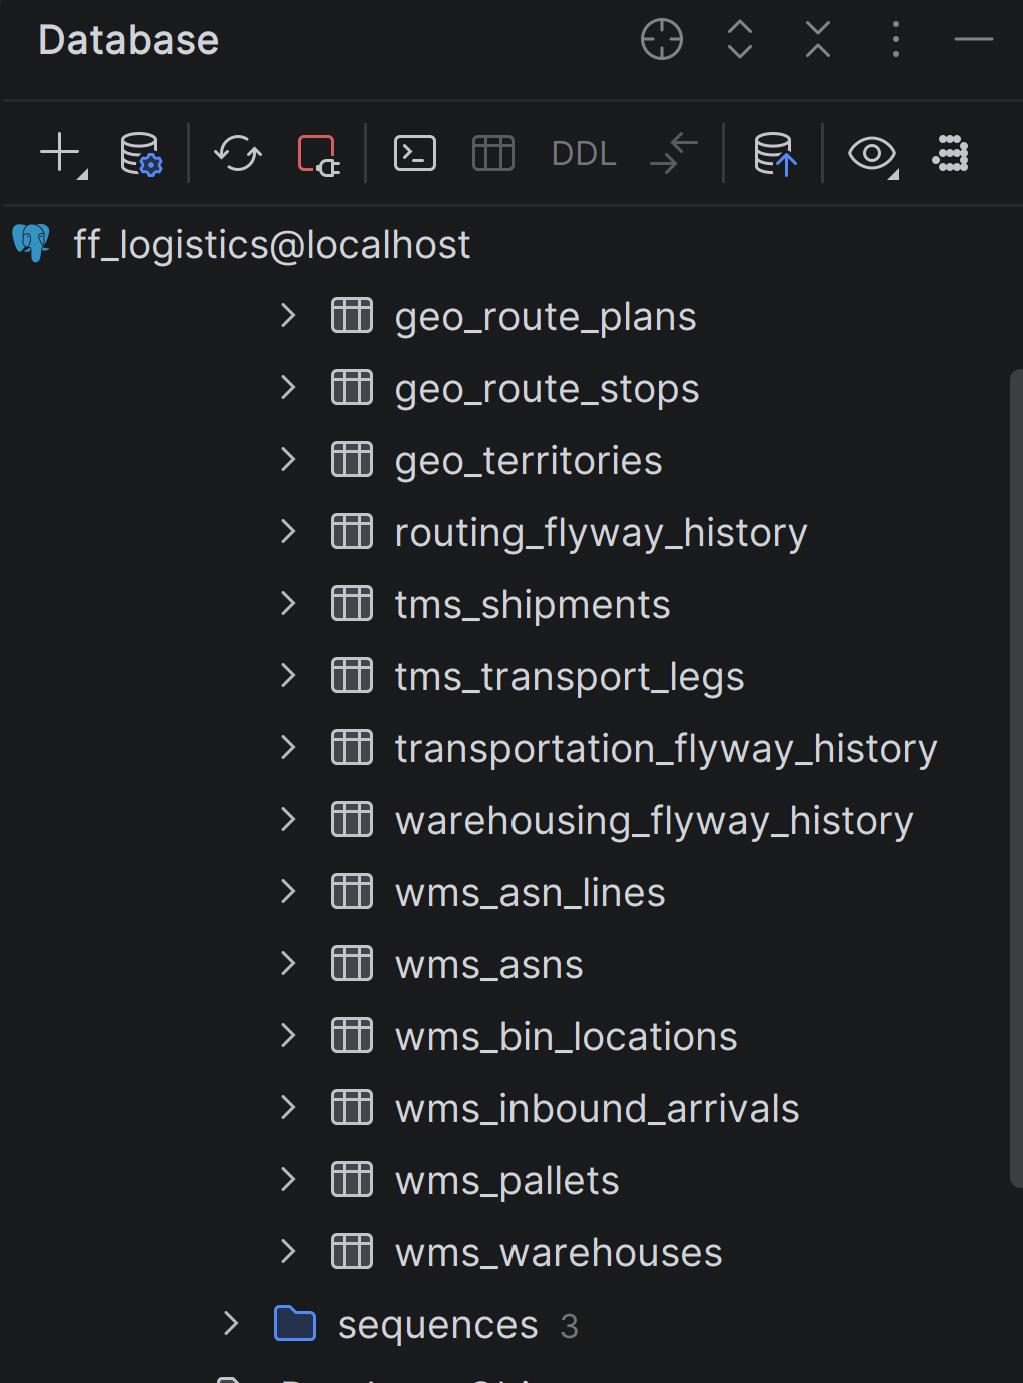 Database
DDL
ff_logistics@localhost
geo_route_plans
geo_route_stops
geo_territories
routing_flyway_history
tms_shipments
tms_transport_legs
transportation_flyway_history
warehousing_flyway_history
wms_asn_lines
wms_asns
wms_bin_locations
wms_inbound_arrivals
wms_pallets
wms_warehouses
sequences 3